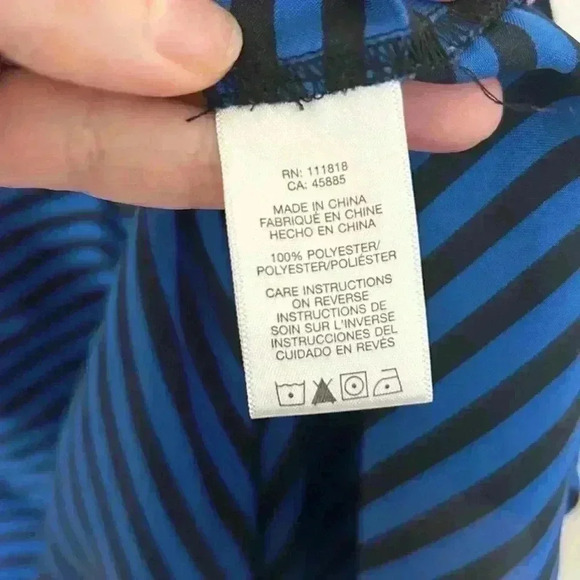 RN: 111818
CA: 45885
MADE IN CHINA
FABRIQUÉ EN CHINE
HECHO EN CHINA
100% POLYESTER/
POLYESTER/POLIÉSTER
CARE INSTRUCTIONS
ON REVERSE
INSTRUCTIONS DE
SOIN SUR L'INVERSE
INSTRUCCIONES DEL
CUIDADO EN REVÉS